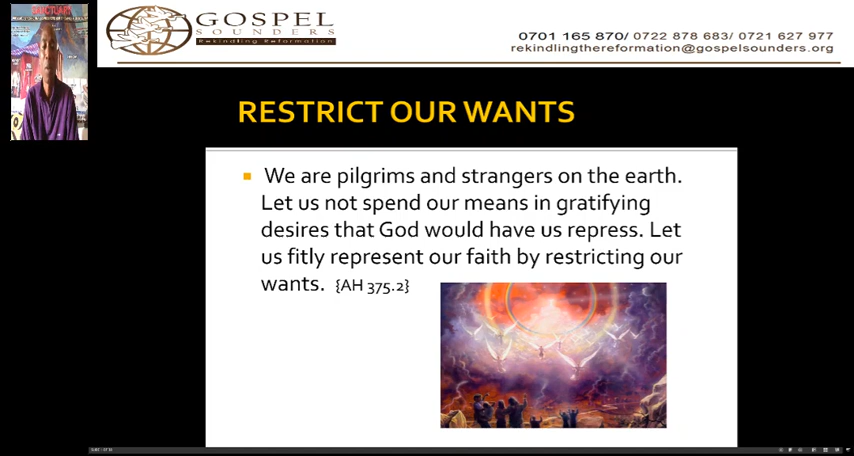 SANCTUARY
GOSPEL
SOUNDERS
Rekindling Reformation
0701 165 870/ 0722 878 683/ 0721 627 977
rekindlingthereformation@gospelsounders.org
RESTRICT OUR WANTS
We are pilgrims and strangers on the earth.
Let us not spend our means in gratifying
desires that God would have us repress. Let
us fitly represent our faith by restricting our
wants. {AH 375.2}